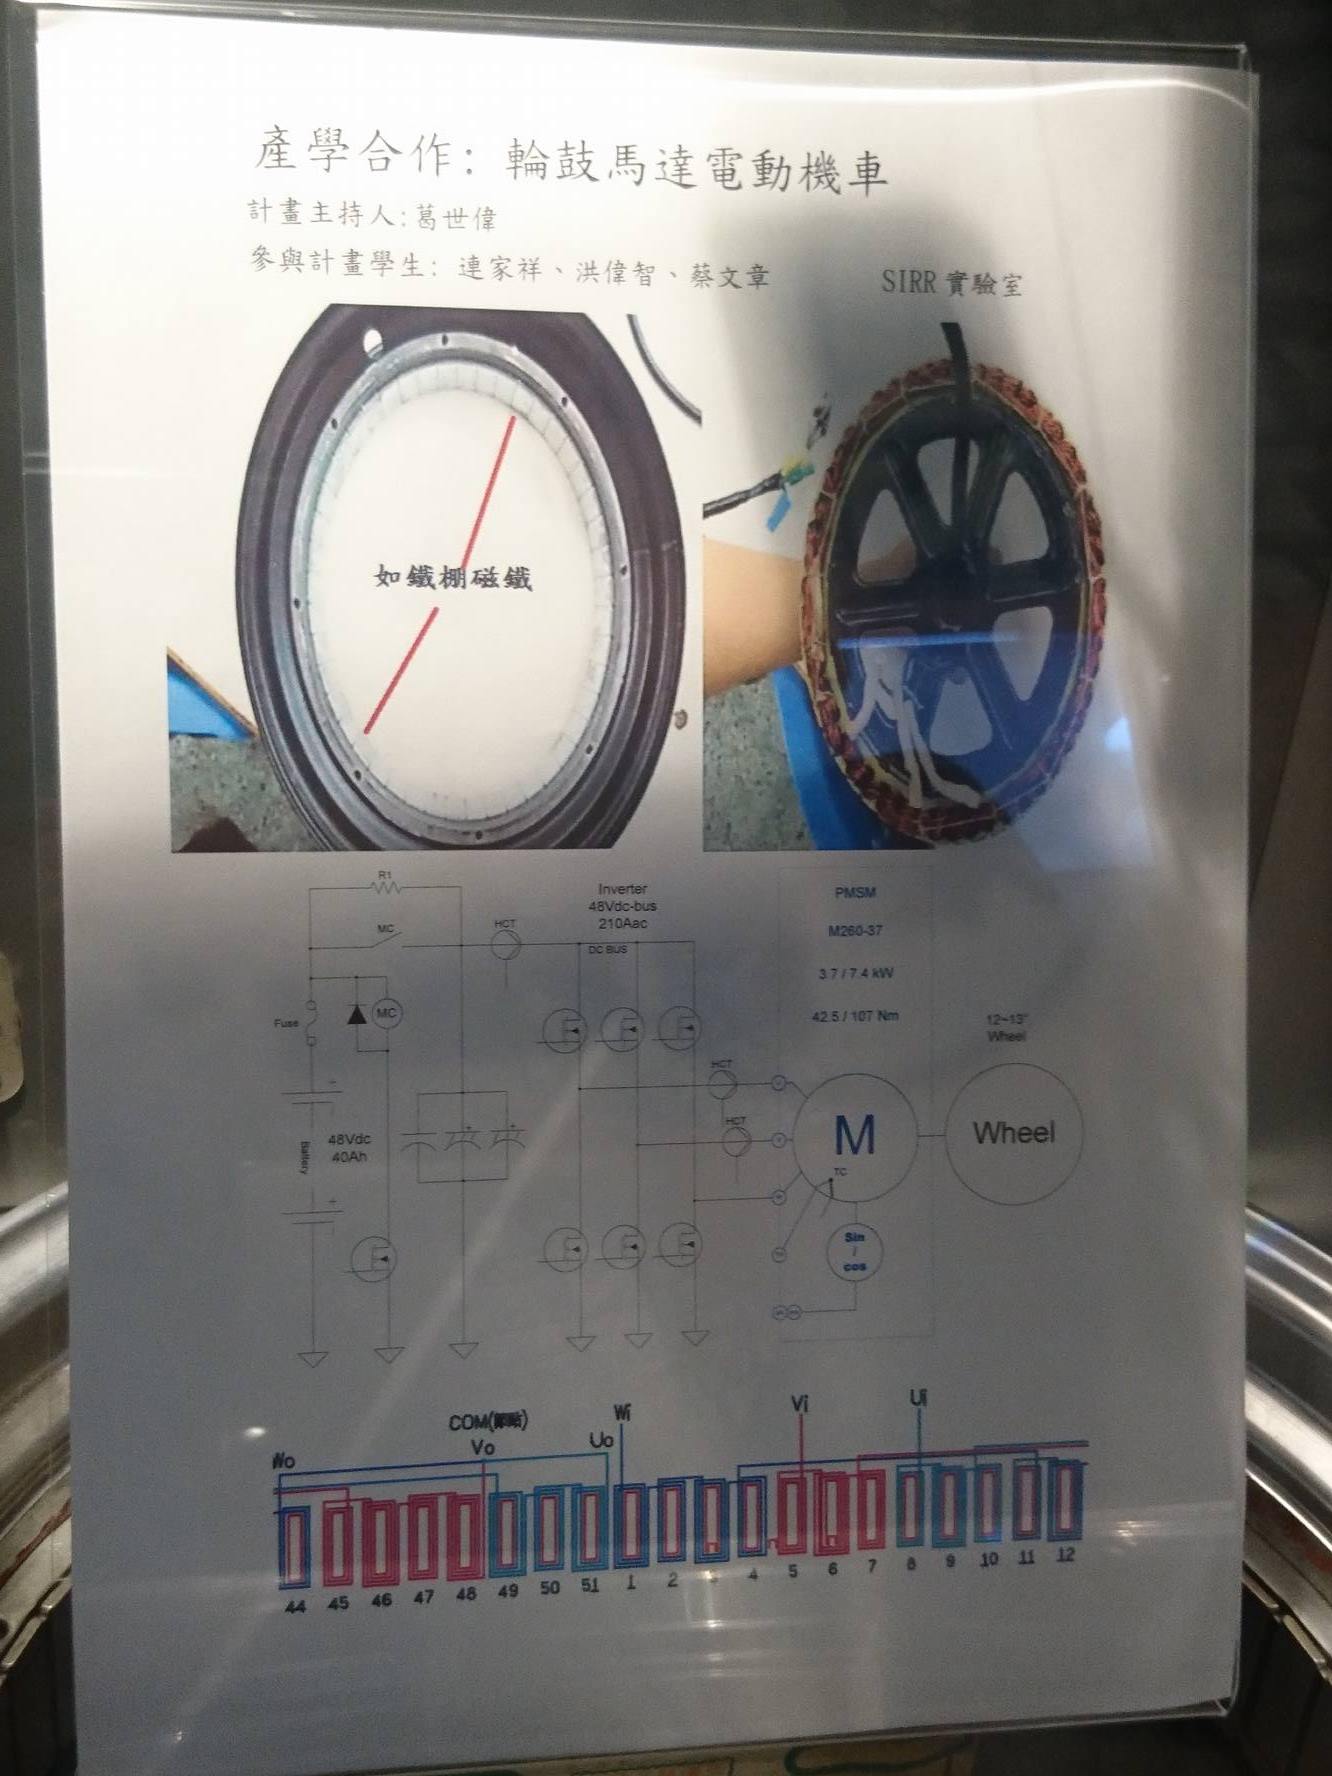 產學合作: 輪鼓馬達電動機車
計畫主持人:葛世偉
參與計畫學生: 連家祥、洪偉智、蔡文章
SIRR 實驗室
如鐵棚磁鐵
R1
MC
HCT
Inverter
48Vdc-bus
210Aac
DC BUS
PMSM
M260-37
3.7 / 7.4 kW
42.5 / 107 Nm
Fuse
MC
12~13"
Wheel
HCT
HCT
Battery
48Vdc
40Ah
M
TC
Wheel
Sin
/
cos
Wo
COM
Vo
Uo
Wi
Vi
Ui
44 45 46 47 48 49 50 51 1 2 3 4 5 6 7 8 9 10 11 12